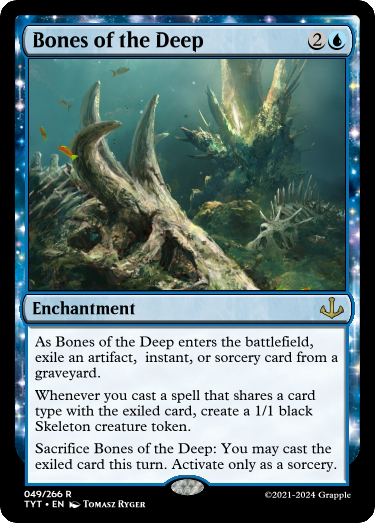 Bones of the Deep 2
Enchantment
As Bones of the Deep enters the battlefield,
exile an artifact,  instant, or sorcery card from a
graveyard.
Whenever you cast a spell that shares a card
type with the exiled card, create a 1/1 black
Skeleton creature token.
Sacrifice Bones of the Deep: You may cast the
exiled card this turn. Activate only as a sorcery.
049/266 R
TYT • EN Tomasz Ryger ©2021-2024 Grapple